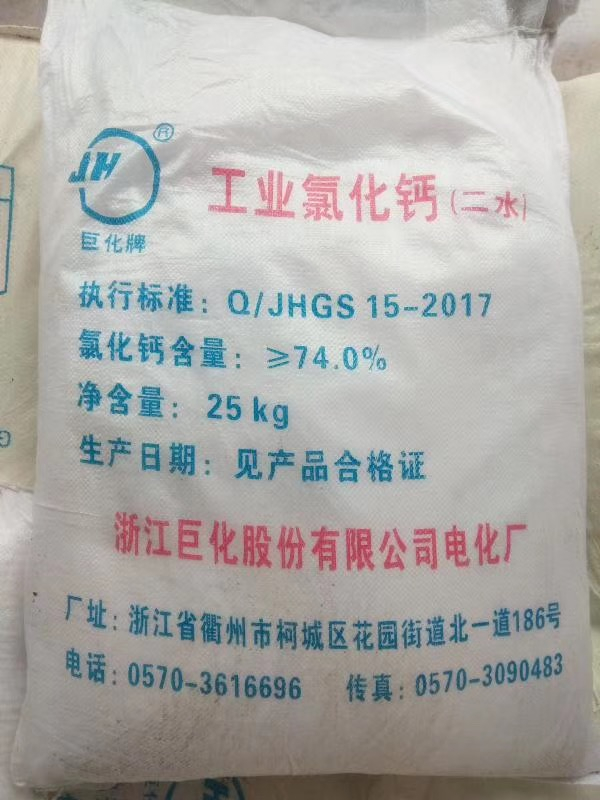 JH®
巨化牌
工业氯化钙(二水)
执行标准：Q/JHGS 15-2017
氯化钙含量：≥74.0%
净含量：25kg
生产日期：见产品合格证
浙江巨化股份有限公司电化厂
厂址：浙江省衢州市柯城区花园街道北一道186号
电话：0570-3616696 传真：0570-3090483